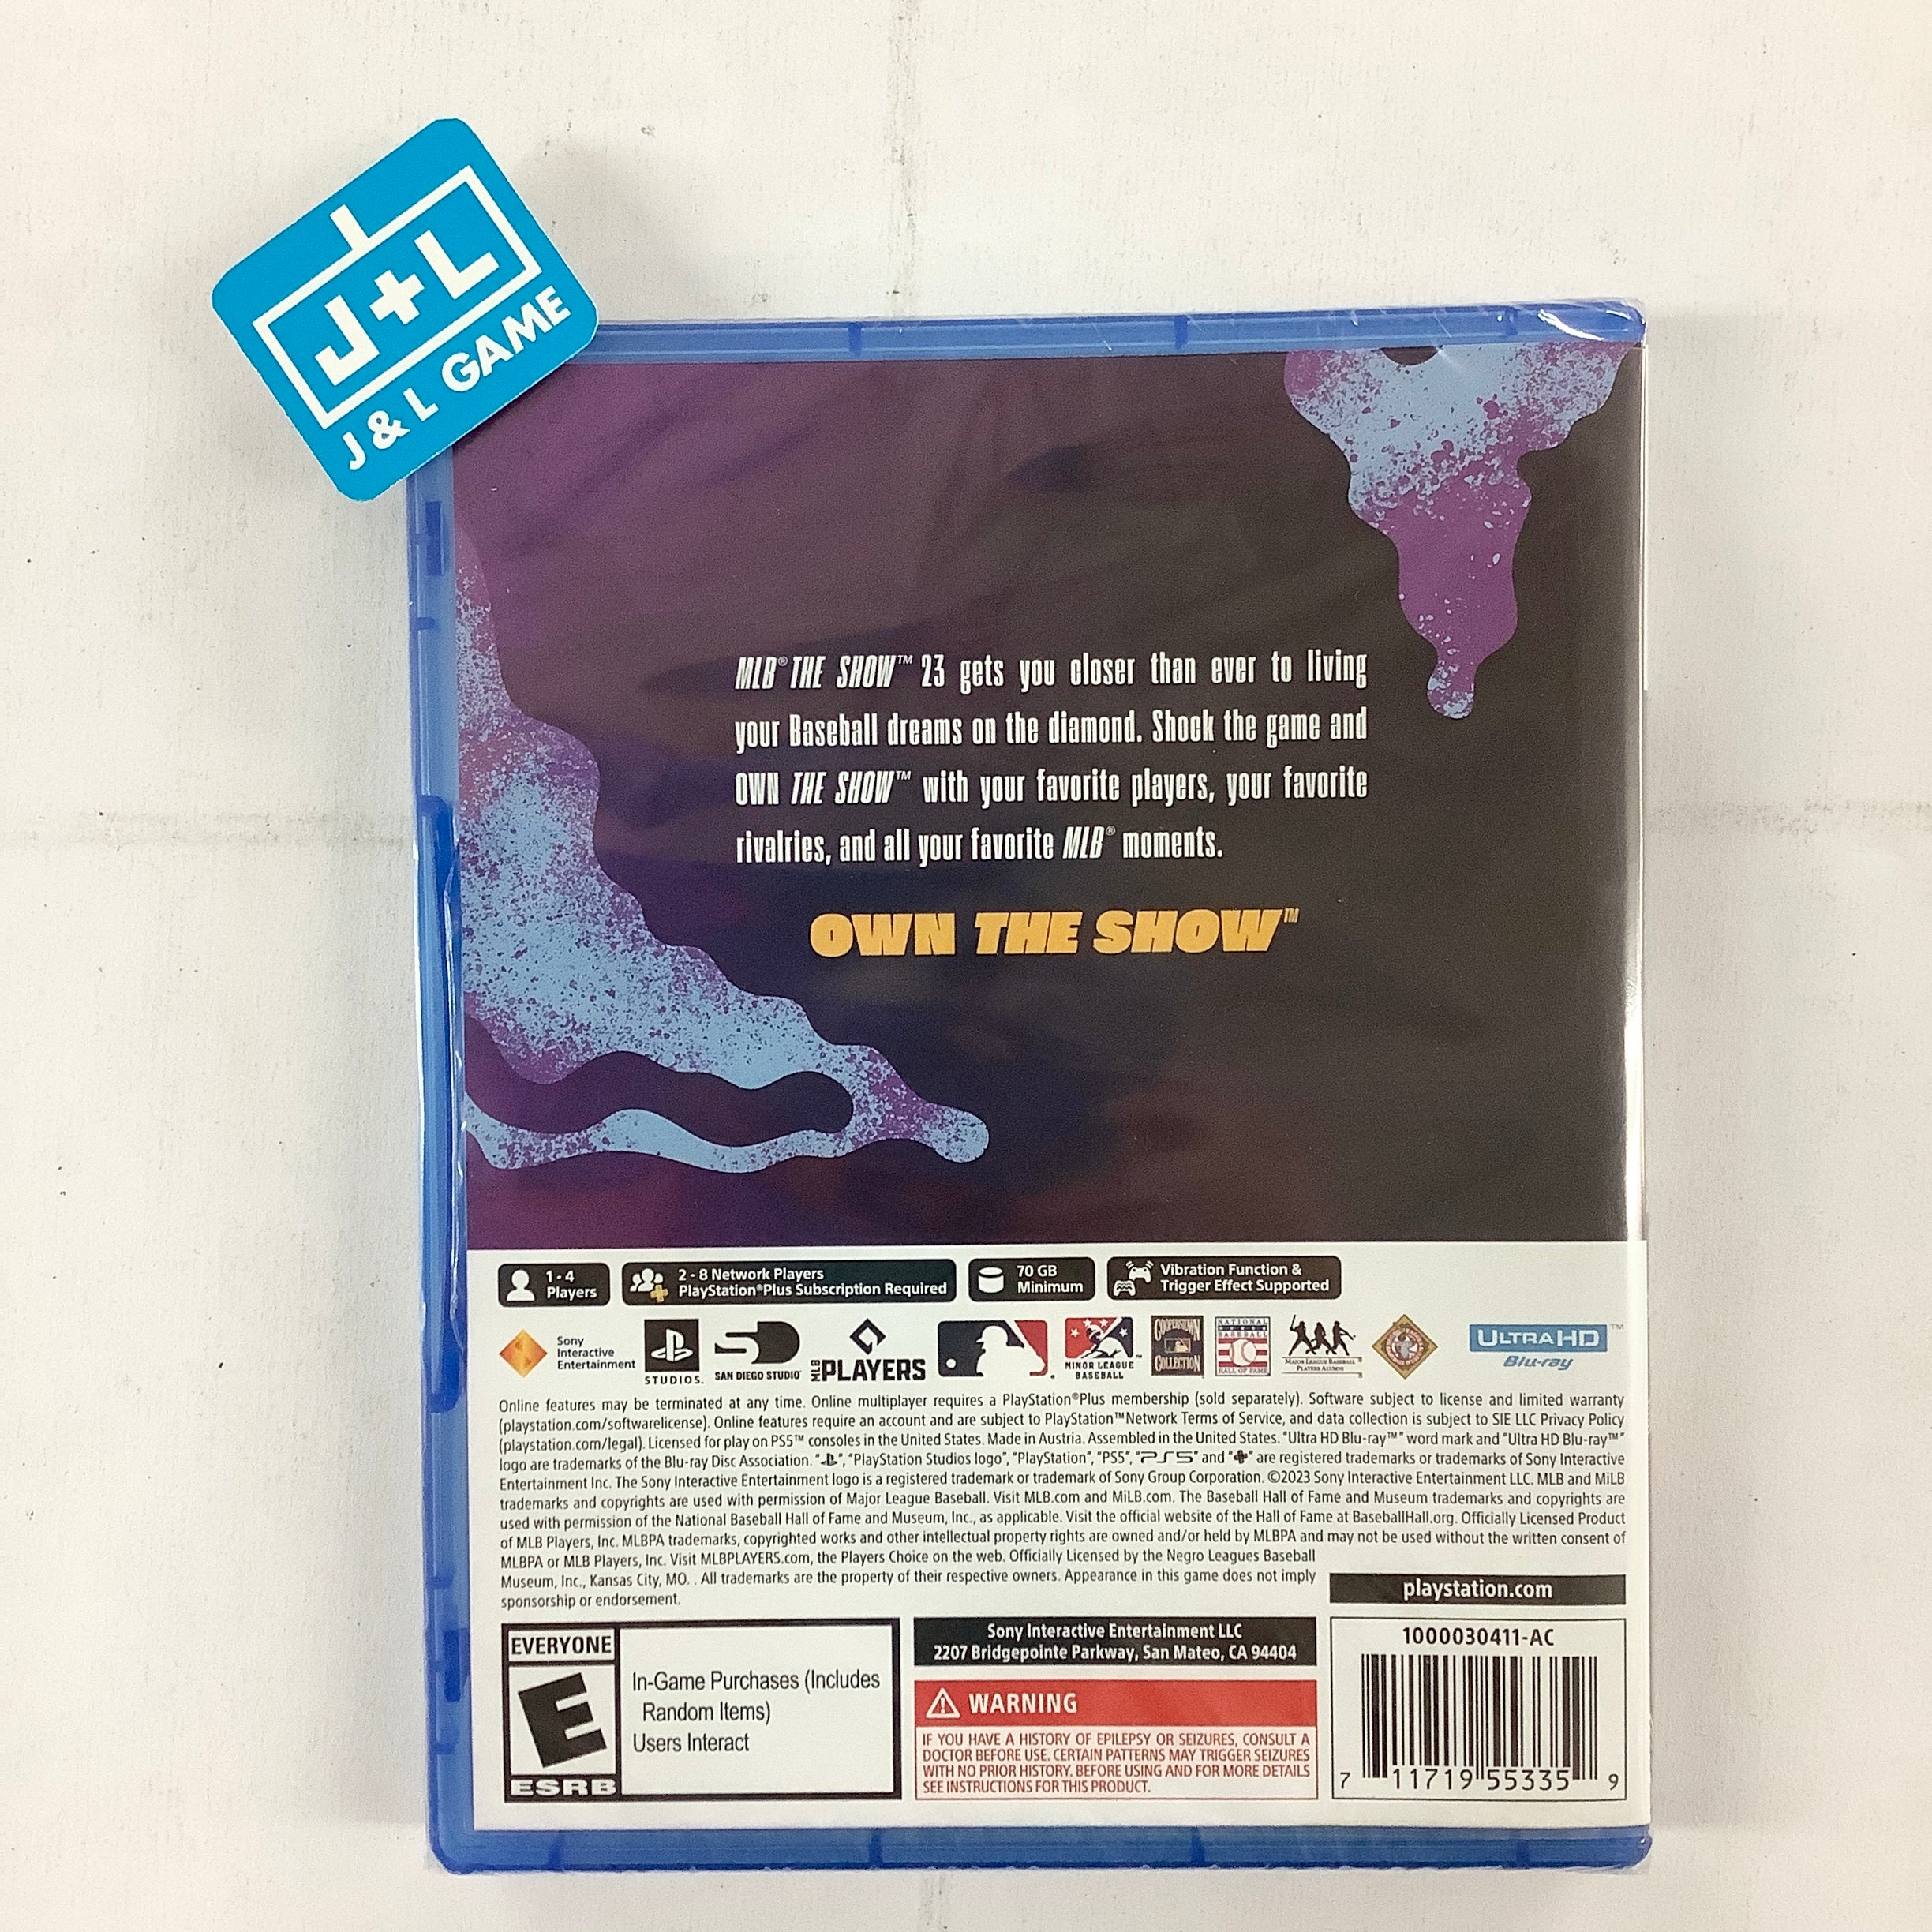 J+L
J & L GAME
MLB® THE SHOW™ 23 gets you closer than ever to living
your Baseball dreams on the diamond. Shock the game and
OWN THE SHOW™ with your favorite players, your favorite
rivalries, and all your favorite MLB® moments.
OWN THE SHOW™
1 - 4
Players
2 - 8 Network Players
PlayStation®Plus Subscription Required
70 GB
Minimum
Vibration Function &
Trigger Effect Supported
Sony
Interactive
Entertainment
STUDIOS.
SAN DIEGO STUDIO
MLB PLAYERS
MINOR LEAGUE
BASEBALL
COOPERSTOWN
COLLECTION
NATIONAL
BASEBALL
HALL OF FAME
MAJOR LEAGUE BASEBALL
PLAYERS ALUMNI
ULTRA HD™
Blu-ray
Online features may be terminated at any time. Online multiplayer requires a PlayStation®Plus membership (sold separately). Software subject to license and limited warranty
(playstation.com/softwarelicense). Online features require an account and are subject to PlayStation™Network Terms of Service, and data collection is subject to SIE LLC Privacy Policy
(playstation.com/legal). Licensed for play on PS5™ consoles in the United States. Made in Austria. Assembled in the United States. "Ultra HD Blu-ray™" word mark and "Ultra HD Blu-ray™"
logo are trademarks of the Blu-ray Disc Association. "", "PlayStation Studios logo", "PlayStation", "PS5", "PS5" and "" are registered trademarks or trademarks of Sony Interactive
Entertainment Inc. The Sony Interactive Entertainment logo is a registered trademark or trademark of Sony Group Corporation. ©2023 Sony Interactive Entertainment LLC. MLB and MiLB
trademarks and copyrights are used with permission of Major League Baseball. Visit MLB.com and MiLB.com. The Baseball Hall of Fame and Museum trademarks and copyrights are
used with permission of the National Baseball Hall of Fame and Museum, Inc., as applicable. Visit the official website of the Hall of Fame at BaseballHall.org. Officially Licensed Product
of MLB Players, Inc. MLBPA trademarks, copyrighted works and other intellectual property rights are owned and/or held by MLBPA and may not be used without the written consent of
MLBPA or MLB Players, Inc. Visit MLBPLAYERS.com, the Players Choice on the web. Officially Licensed by the Negro Leagues Baseball
Museum, Inc., Kansas City, MO. . All trademarks are the property of their respective owners. Appearance in this game does not imply
sponsorship or endorsement.
playstation.com
EVERYONE
E
ESRB
In-Game Purchases (Includes
Random Items)
Users Interact
Sony Interactive Entertainment LLC
2207 Bridgepointe Parkway, San Mateo, CA 94404
WARNING
IF YOU HAVE A HISTORY OF EPILEPSY OR SEIZURES, CONSULT A
DOCTOR BEFORE USE. CERTAIN PATTERNS MAY TRIGGER SEIZURES
WITH NO PRIOR HISTORY. BEFORE USING AND FOR MORE DETAILS
SEE INSTRUCTIONS FOR THIS PRODUCT.
1000030411-AC
7 11719 55335 9